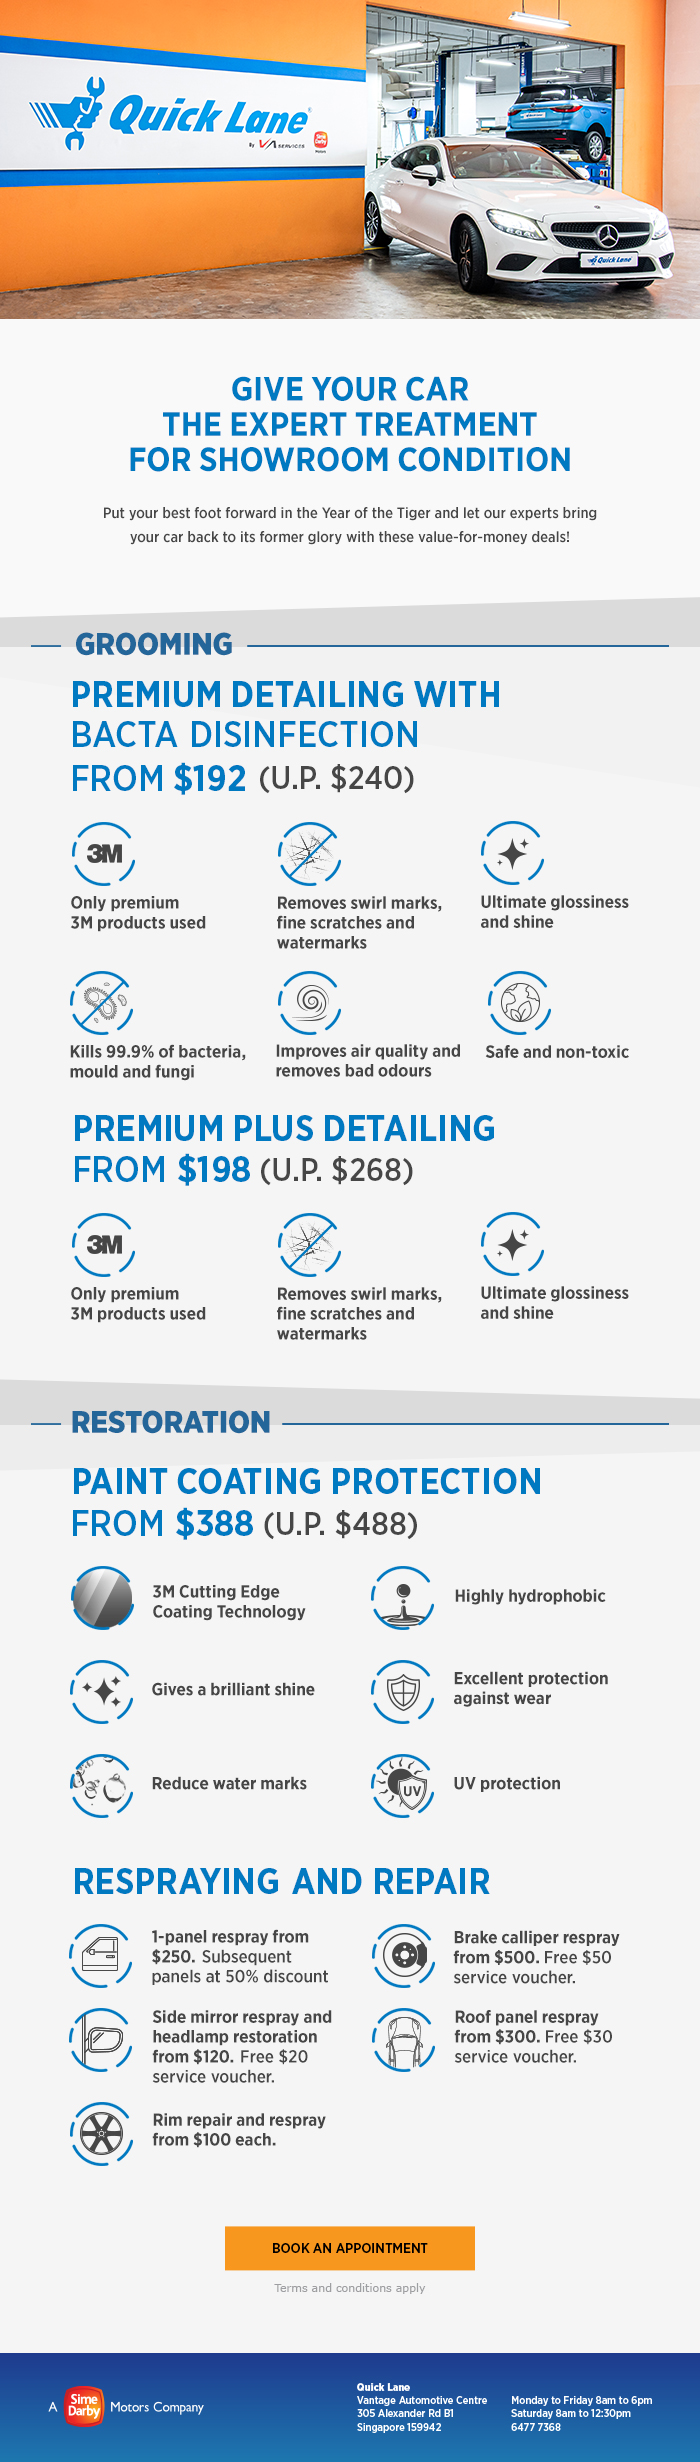 Quick Lane®
By VA SERVICES
Sime Darby
Motors
Quick Lane
GIVE YOUR CAR
THE EXPERT TREATMENT
FOR SHOWROOM CONDITION
Put your best foot forward in the Year of the Tiger and let our experts bring
your car back to its former glory with these value-for-money deals!
GROOMING
PREMIUM DETAILING WITH
BACTA DISINFECTION
FROM $192 (U.P. $240)
3M
Only premium
3M products used
Removes swirl marks,
fine scratches and
watermarks
Ultimate glossiness
and shine
Kills 99.9% of bacteria,
mould and fungi
Improves air quality and
removes bad odours
Safe and non-toxic
PREMIUM PLUS DETAILING
FROM $198 (U.P. $268)
3M
Only premium
3M products used
Removes swirl marks,
fine scratches and
watermarks
Ultimate glossiness
and shine
RESTORATION
PAINT COATING PROTECTION
FROM $388 (U.P. $488)
3M Cutting Edge
Coating Technology
Highly hydrophobic
Gives a brilliant shine
Excellent protection
against wear
Reduce water marks
UV
UV protection
RESPRAYING AND REPAIR
1-panel respray from
$250. Subsequent
panels at 50% discount
Brake calliper respray
from $500. Free $50
service voucher.
Side mirror respray and
headlamp restoration
from $120. Free $20
service voucher.
Roof panel respray
from $300. Free $30
service voucher.
Rim repair and respray
from $100 each.
BOOK AN APPOINTMENT
Terms and conditions apply
A Sime Darby Motors Company
Quick Lane
Vantage Automotive Centre
305 Alexander Rd B1
Singapore 159942
Monday to Friday 8am to 6pm
Saturday 8am to 12:30pm
6477 7368